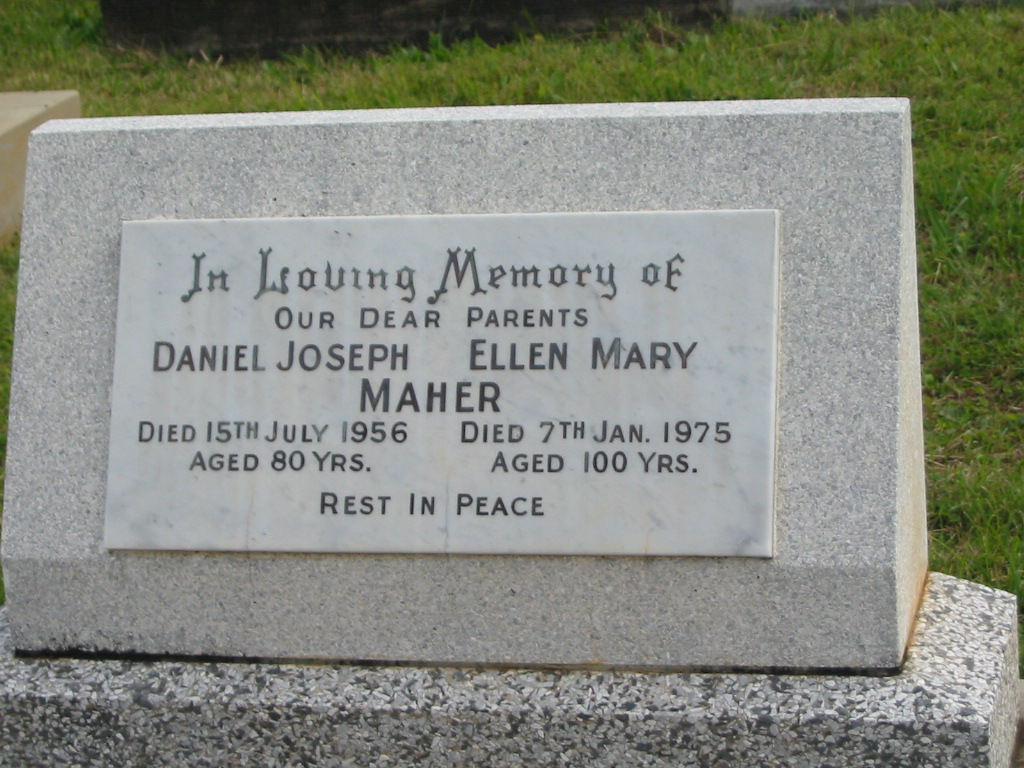 In Loving Memory of
OUR DEAR PARENTS
DANIEL JOSEPH ELLEN MARY
MAHER
DIED 15TH JULY 1956 DIED 7TH JAN. 1975
AGED 80 YRS. AGED 100 YRS.
REST IN PEACE